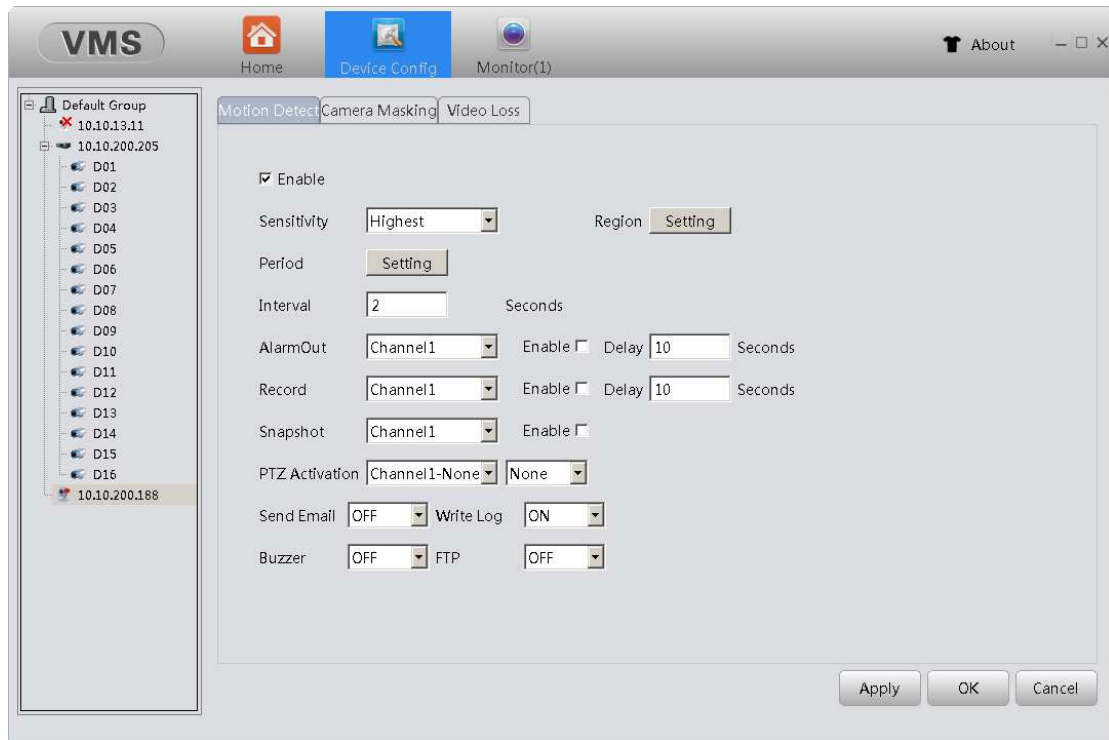 VMS
Home
Device Config
Monitor(1)
About
Default Group
10.10.13.11
10.10.200.205
D01
D02
D03
D04
D05
D06
D07
D08
D09
D10
D11
D12
D13
D14
D15
D16
10.10.200.188
Motion Detect Camera Masking Video Loss
Enable
Sensitivity Highest Region Setting
Period Setting
Interval 2 Seconds
AlarmOut Channel1 Enable Delay 10 Seconds
Record Channel1 Enable Delay 10 Seconds
Snapshot Channel1 Enable
PTZ Activation Channel1-None None
Send Email OFF Write Log ON
Buzzer OFF FTP OFF
Apply OK Cancel